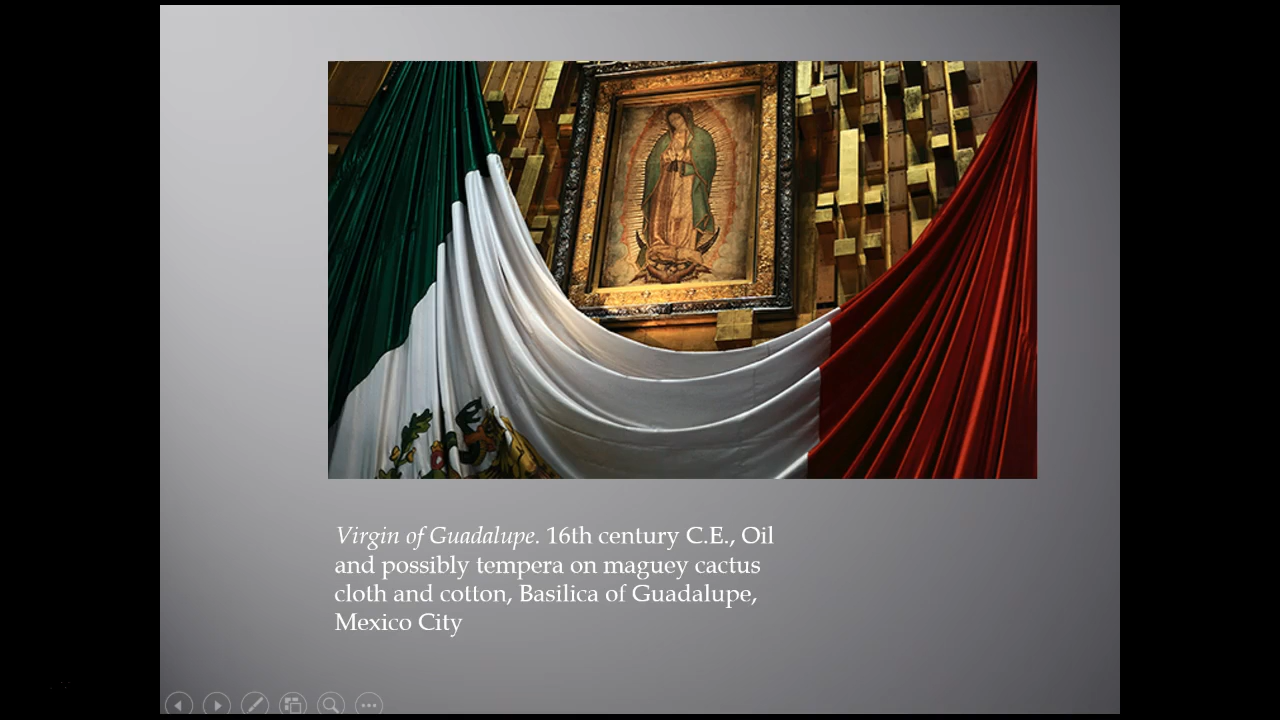 Virgin of Guadalupe. 16th century C.E., Oil
and possibly tempera on maguey cactus
cloth and cotton, Basilica of Guadalupe,
Mexico City